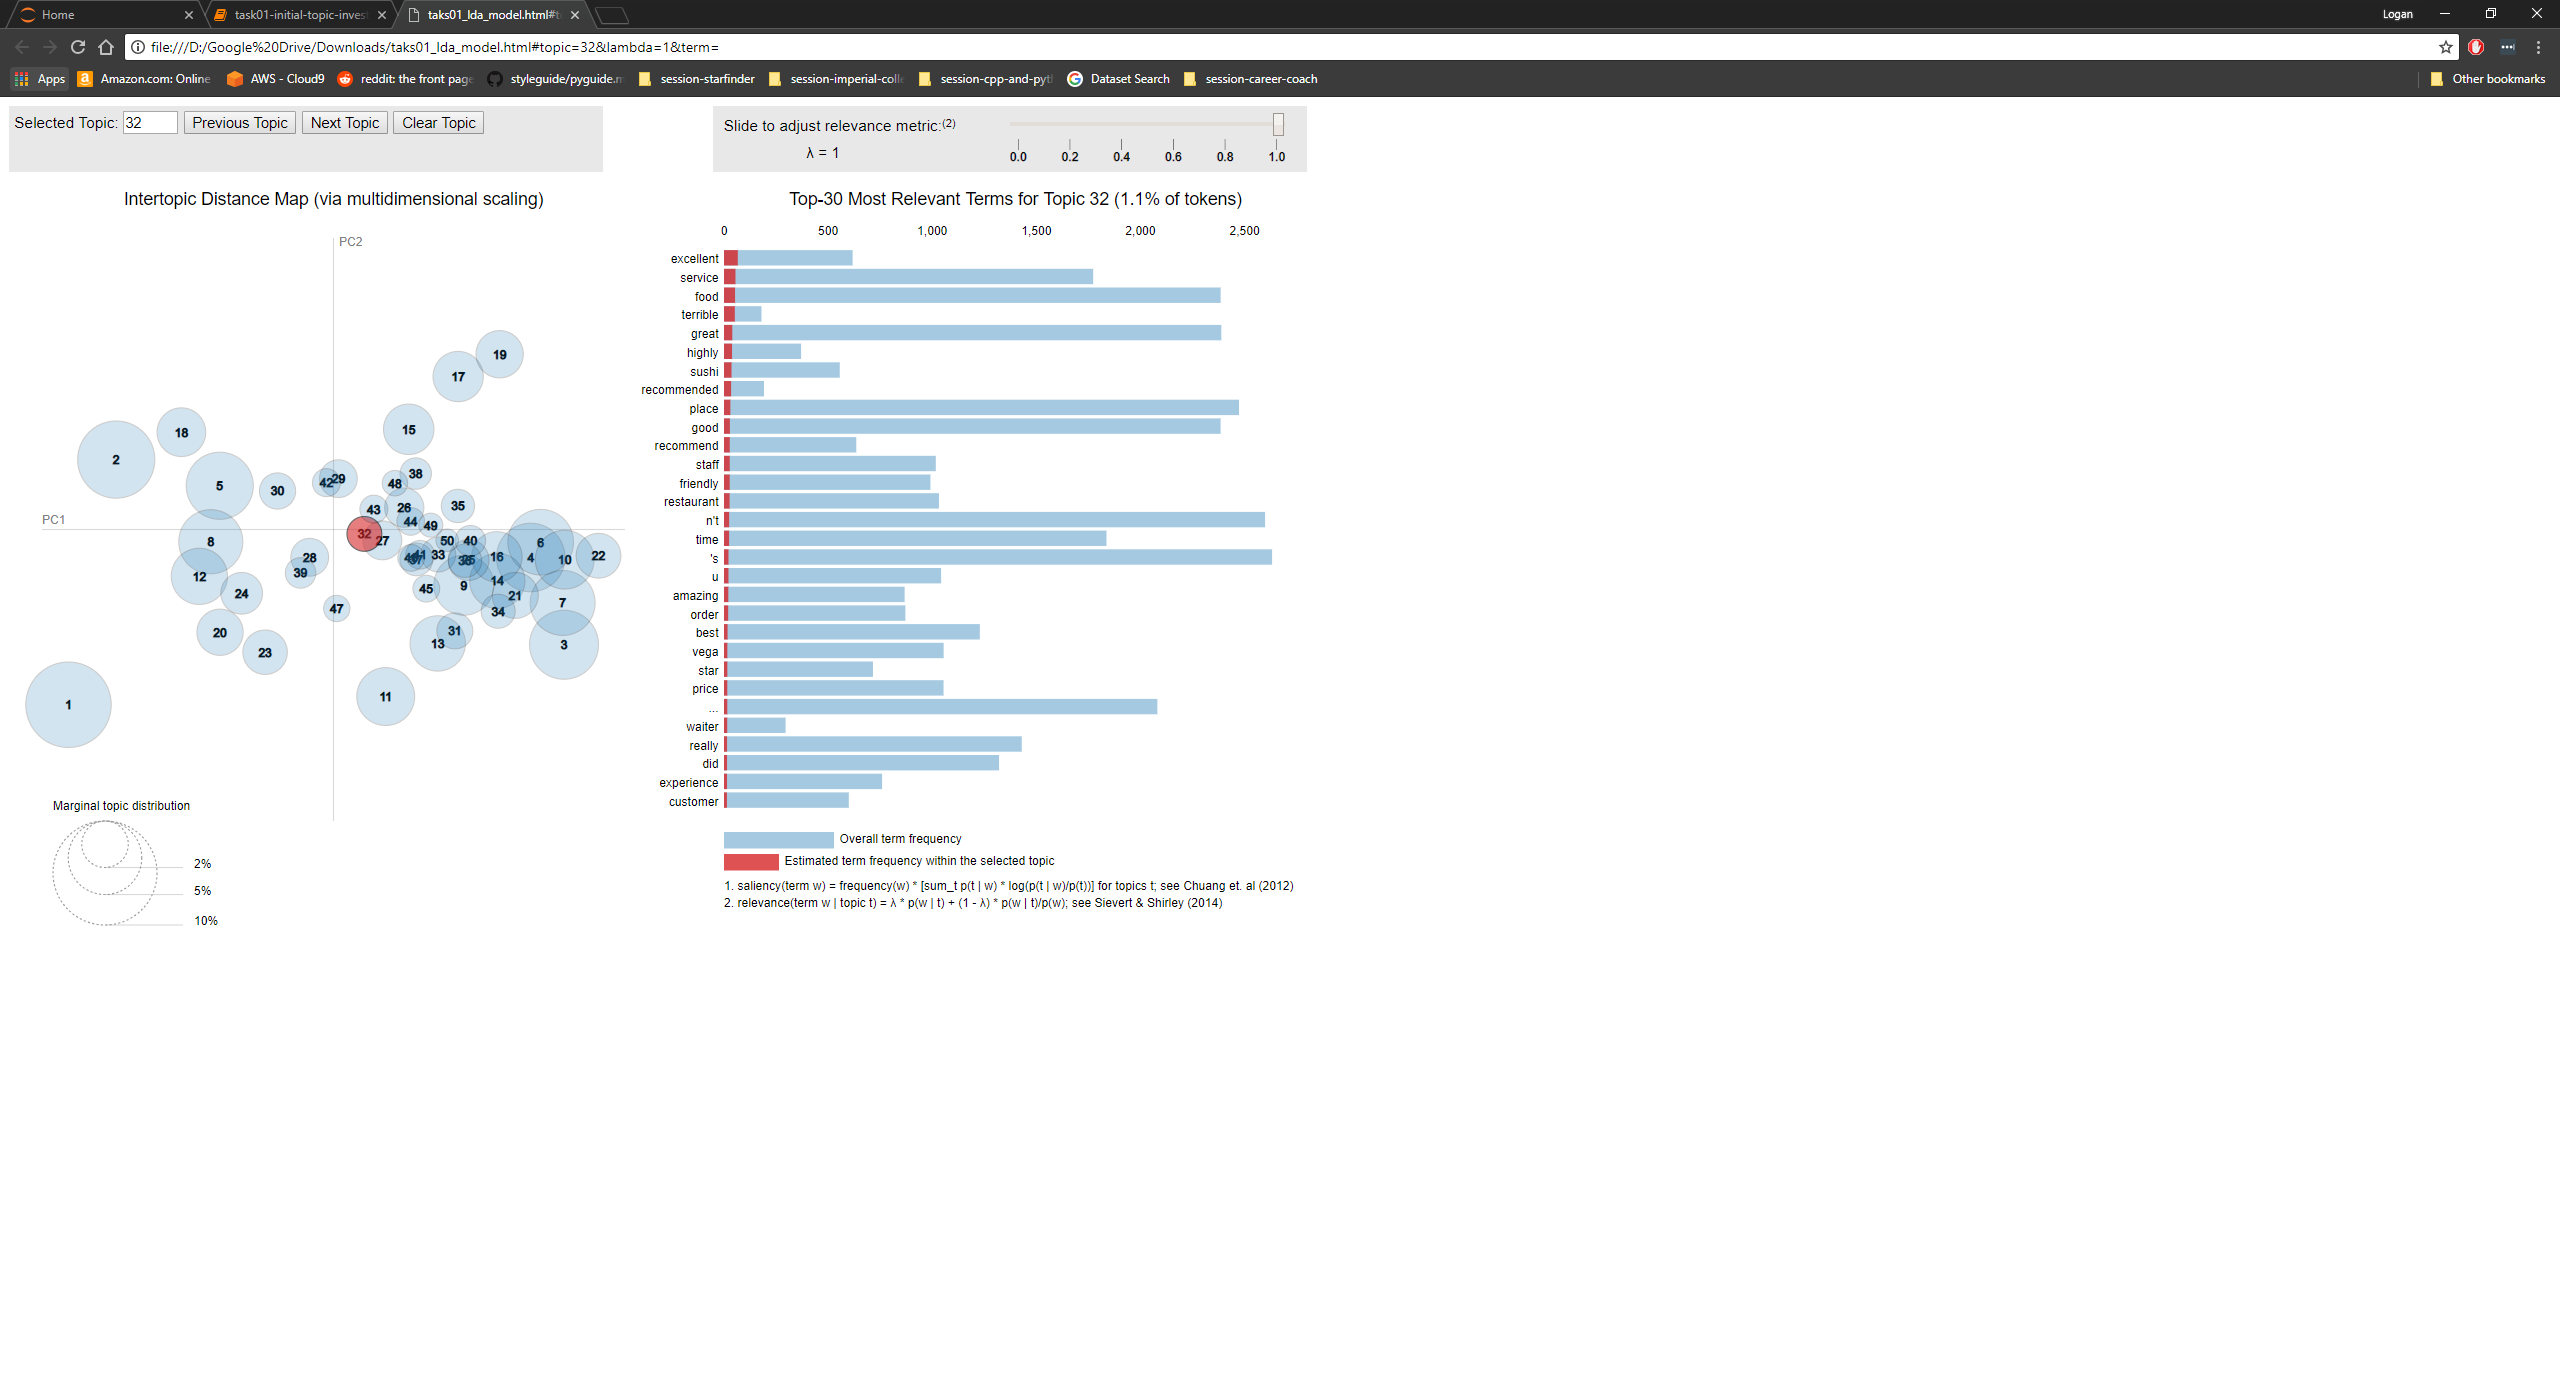 Home
task01-initial-topic-inves
taks01_lda_model.html#t
Logan
file:///D:/Google%20Drive/Downloads/taks01_lda_model.html#topic=32&lambda=1&term=
Apps
Amazon.com: Online
AWS - Cloud9
reddit: the front page
styleguide/pyguide.m
session-starfinder
session-imperial-coll
session-cpp-and-pyt
Dataset Search
session-career-coach
Other bookmarks
Selected Topic: 32 Previous Topic Next Topic Clear Topic
Slide to adjust relevance metric:(2)
λ = 1
0.0 0.2 0.4 0.6 0.8 1.0
Intertopic Distance Map (via multidimensional scaling)
PC2
PC1
19
17
15
18
2
5
30
42
29
38
48
35
43
26
44
49
32
27
8
28
39
12
24
47
20
23
1
11
50
40
41
33
16
6
4
10
22
9
14
45
21
34
7
31
13
3
Marginal topic distribution
2%
5%
10%
Top-30 Most Relevant Terms for Topic 32 (1.1% of tokens)
0 500 1,000 1,500 2,000 2,500
excellent
service
food
terrible
great
highly
sushi
recommended
place
good
recommend
staff
friendly
restaurant
n't
time
's
u
amazing
order
best
vega
star
price
...
waiter
really
did
experience
customer
Overall term frequency
Estimated term frequency within the selected topic
1. saliency(term w) = frequency(w) * [sum_t p(t | w) * log(p(t | w)/p(t))] for topics t; see Chuang et. al (2012)
2. relevance(term w | topic t) = λ * p(w | t) + (1 - λ) * p(w | t)/p(w); see Sievert & Shirley (2014)